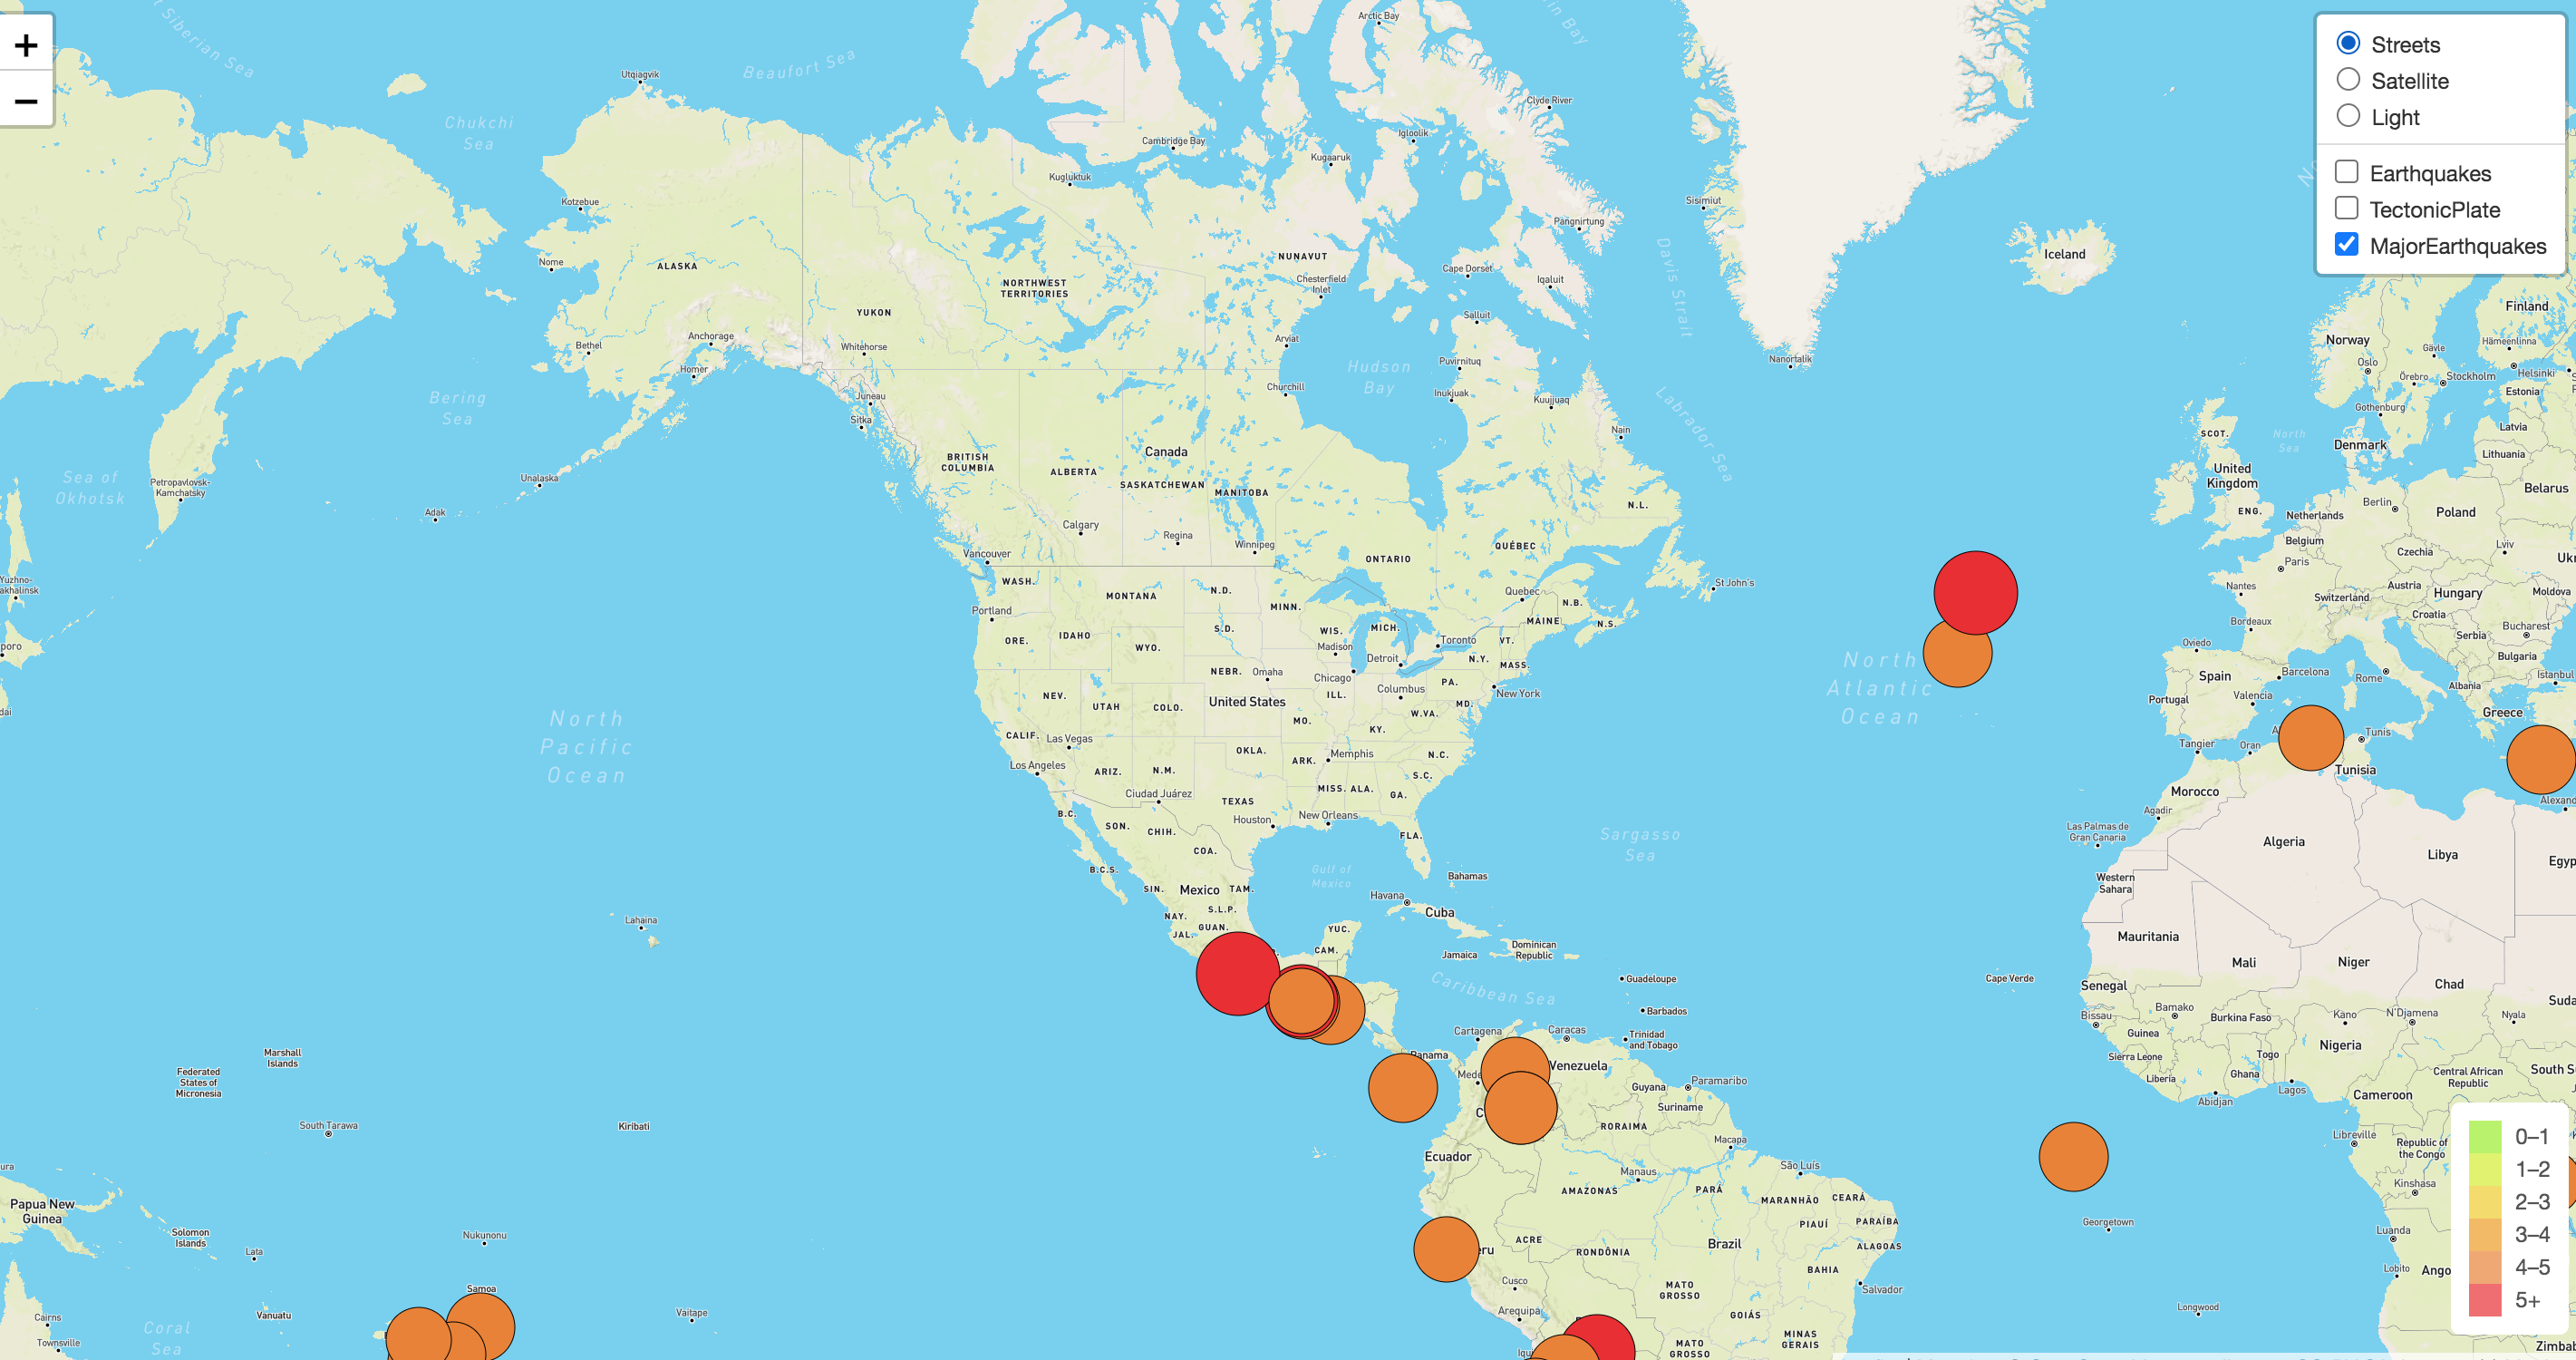 +
−
Streets
Satellite
Light
Earthquakes
TectonicPlate
MajorEarthquakes
Siberian Sea
Beaufort Sea
Arctic Bay
Utqiagvik
Clyde River
Chukchi
Sea
Cambridge Bay
Igloolik
Kugaaruk
Kugluktuk
Kotzebue
Sisimiut
Pangnirtung
Iceland
Nome
ALASKA
NUNAVUT
NORTHWEST
TERRITORIES
Cape Dorset
Chesterfield
Inlet
Iqaluit
Davis Strait
Finland
YUKON
Salluit
Anchorage
Whitehorse
Bethel
Arviat
Norway
Hämeenlinna
Gävle
Oslo
Nanortalik
Puvirnituq
Hudson
Bay
Homer
Örebro
Stockholm
Helsinki
Churchill
Inukjuak
Kuujjuaq
Estonia
Juneau
Bering
Sea
Sitka
Gothenburg
Labrador Sea
Nain
SCOT.
North
Sea
Latvia
Denmark
Canada
BRITISH
COLUMBIA
ALBERTA
SASKATCHEWAN
MANITOBA
Lithuania
United
Kingdom
Sea of
Okhotsk
Petropavlovsk-
Kamchatsky
Unalaska
Belarus
Berlin
N.L.
ENG.
Netherlands
Poland
Adak
Calgary
Regina
Winnipeg
QUÉBEC
ONTARIO
Belgium
Czechia
Lviv
Vancouver
Paris
WASH.
Yuzhno-
St John's
Nantes
Austria
Hungary
Moldova
Switzerland
MONTANA
N.D.
MINN.
Quebec
N.B.
Portland
MAINE
N.S.
Croatia
Bordeaux
Serbia
Bucharest
S.D.
WIS.
MICH.
Toronto
VT.
ORE.
IDAHO
WYO.
Madison
Detroit
N.Y.
MASS.
Oviedo
Bulgaria
North
Atlantic
Ocean
NEBR.
Omaha
Chicago
Columbus
PA.
New York
Spain
Barcelona
Rome
Albania
Istanbul
NEV.
UTAH
COLO.
United States
ILL.
MO.
W.VA.
MD.
Portugal
Valencia
Greece
North
Pacific
Ocean
CALIF.
Las Vegas
KY.
Tunis
Tangier
Oran
Los Angeles
ARIZ.
N.M.
OKLA.
ARK.
Memphis
N.C.
S.C.
Tunisia
Ciudad Juárez
TEXAS
MISS.
ALA.
GA.
Morocco
B.C.
SON.
CHIH.
Houston
New Orleans
FLA.
Agadir
Las Palmas de
Gran Canaria
Sargasso
Sea
COA.
Algeria
Libya
B.C.S.
SIN.
Mexico
TAM.
Gulf of
Mexico
Bahamas
Western
Sahara
NAY.
S.L.P.
Havana
Cuba
Lahaina
JAL.
GUAN.
YUC.
CAM.
Jamaica
Dominican
Republic
Mauritania
Mali
Niger
Chad
Guadeloupe
Cape Verde
Caribbean Sea
Senegal
Barbados
Bissau
Bamako
Burkina Faso
Kano
N'Djamena
Nyala
Cartagena
Caracas
Trinidad
and Tobago
Guinea
Nigeria
Marshall
Islands
Panama
Venezuela
Sierra Leone
Togo
Ghana
Liberia
Lagos
Abidjan
Central African
Republic
Federated
States of
Micronesia
Guyana
Paramaribo
Suriname
Cameroon
South Tarawa
Kiribati
RORAIMA
Macapa
Libreville
Republic of
the Congo
Ecuador
Manaus
São Luís
AMAZONAS
PARÁ
MARANHÃO
CEARÁ
Kinshasa
Papua New
Guinea
Solomon
Islands
Lata
Nukunonu
PIAUÍ
PARAÍBA
Georgetown
Luanda
ACRE
RONDÔNIA
Brazil
ALAGOAS
BAHIA
Lobito
Cusco
MATO
GROSSO
Salvador
Samoa
Cairns
Vanuatu
Vaitape
Arequipa
GOIÁS
Longwood
Coral
Sea
Townsville
MINAS
GERAIS
MATO
GROSSO
0–1
1–2
2–3
3–4
4–5
5+